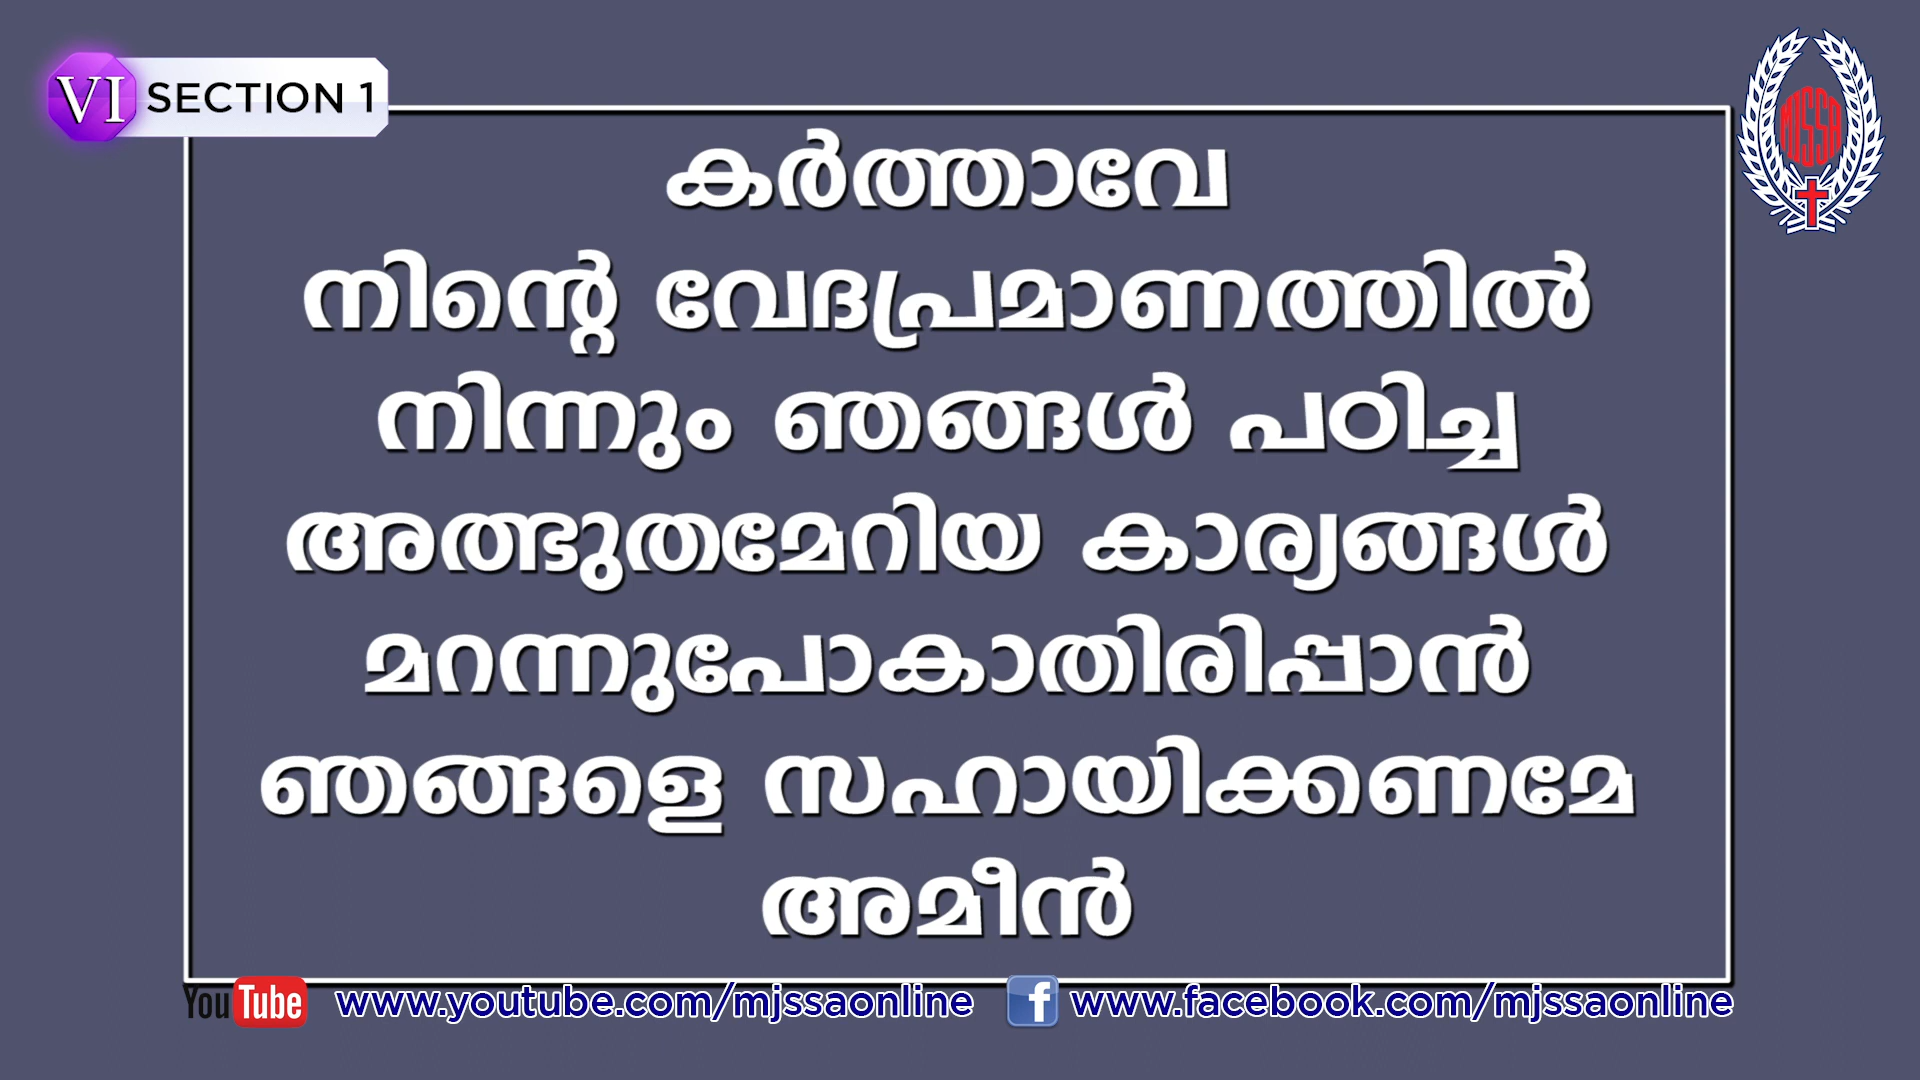 VI SECTION 1
MJSSA
കർത്താവേ
നിന്റെ വേദപ്രമാണത്തിൽ
നിന്നും ഞങ്ങൾ പഠിച്ച
അത്ഭുതമേറിയ കാര്യങ്ങൾ
മറന്നുപോകാതിരിപ്പാൻ
ഞങ്ങളെ സഹായിക്കണമേ
അമീൻ
YouTube www.youtube.com/mjssaonline f www.facebook.com/mjssaonline